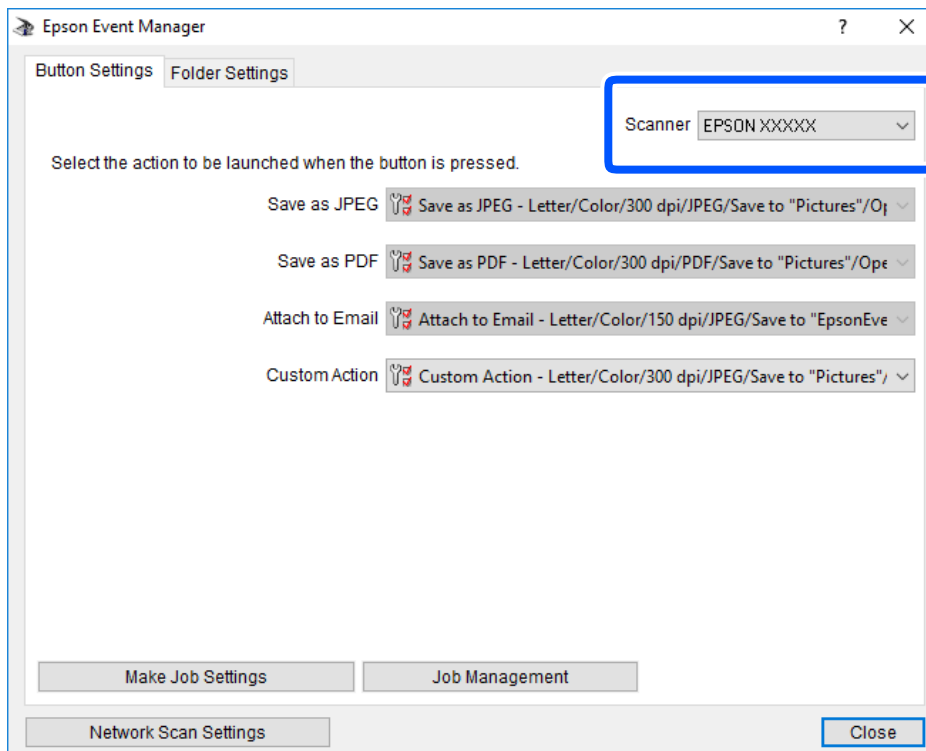 Epson Event Manager
Button Settings Folder Settings
Scanner EPSON XXXXX
Select the action to be launched when the button is pressed.
Save as JPEG Save as JPEG - Letter/Color/300 dpi/JPEG/Save to "Pictures"/Op
Save as PDF Save as PDF - Letter/Color/300 dpi/PDF/Save to "Pictures"/Ope
Attach to Email Attach to Email - Letter/Color/150 dpi/JPEG/Save to "EpsonEve
Custom Action Custom Action - Letter/Color/300 dpi/JPEG/Save to "Pictures"/
Make Job Settings Job Management
Network Scan Settings Close